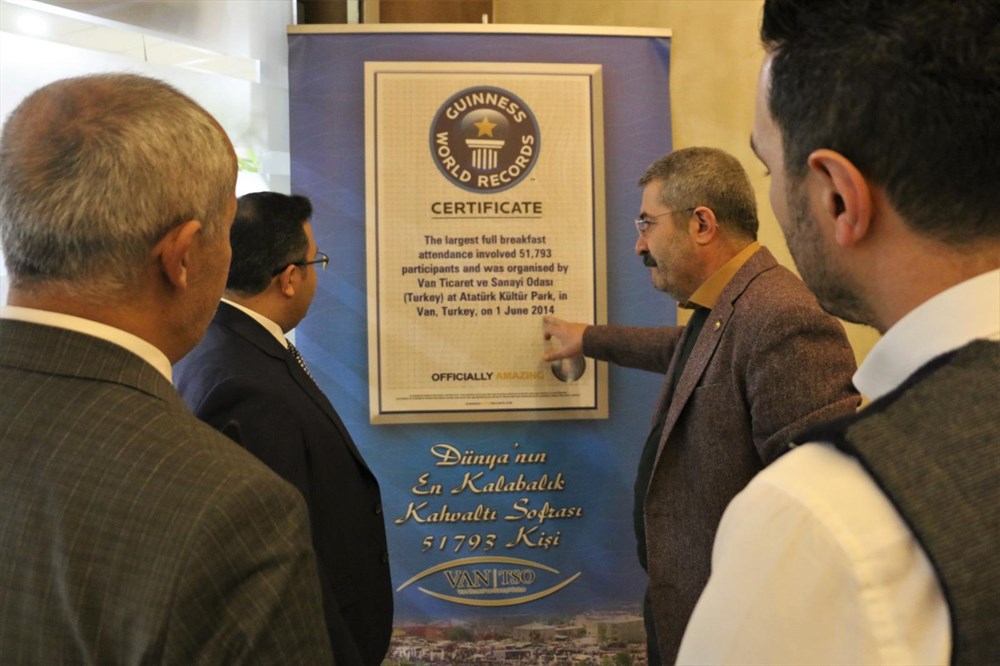 GUINNESS
WORLD RECORDS
CERTIFICATE
The largest full breakfast
attendance involved 51,793
participants and was organised by
Van Ticaret ve Sanayi Odası
(Turkey) at Atatürk Kültür Park, in
Van, Turkey, on 1 June 2014
OFFICIALLY AMAZING
Dünya'nın
En Kalabalık
Kahvaltı Sofrası
51793 Kişi
VAN TSO